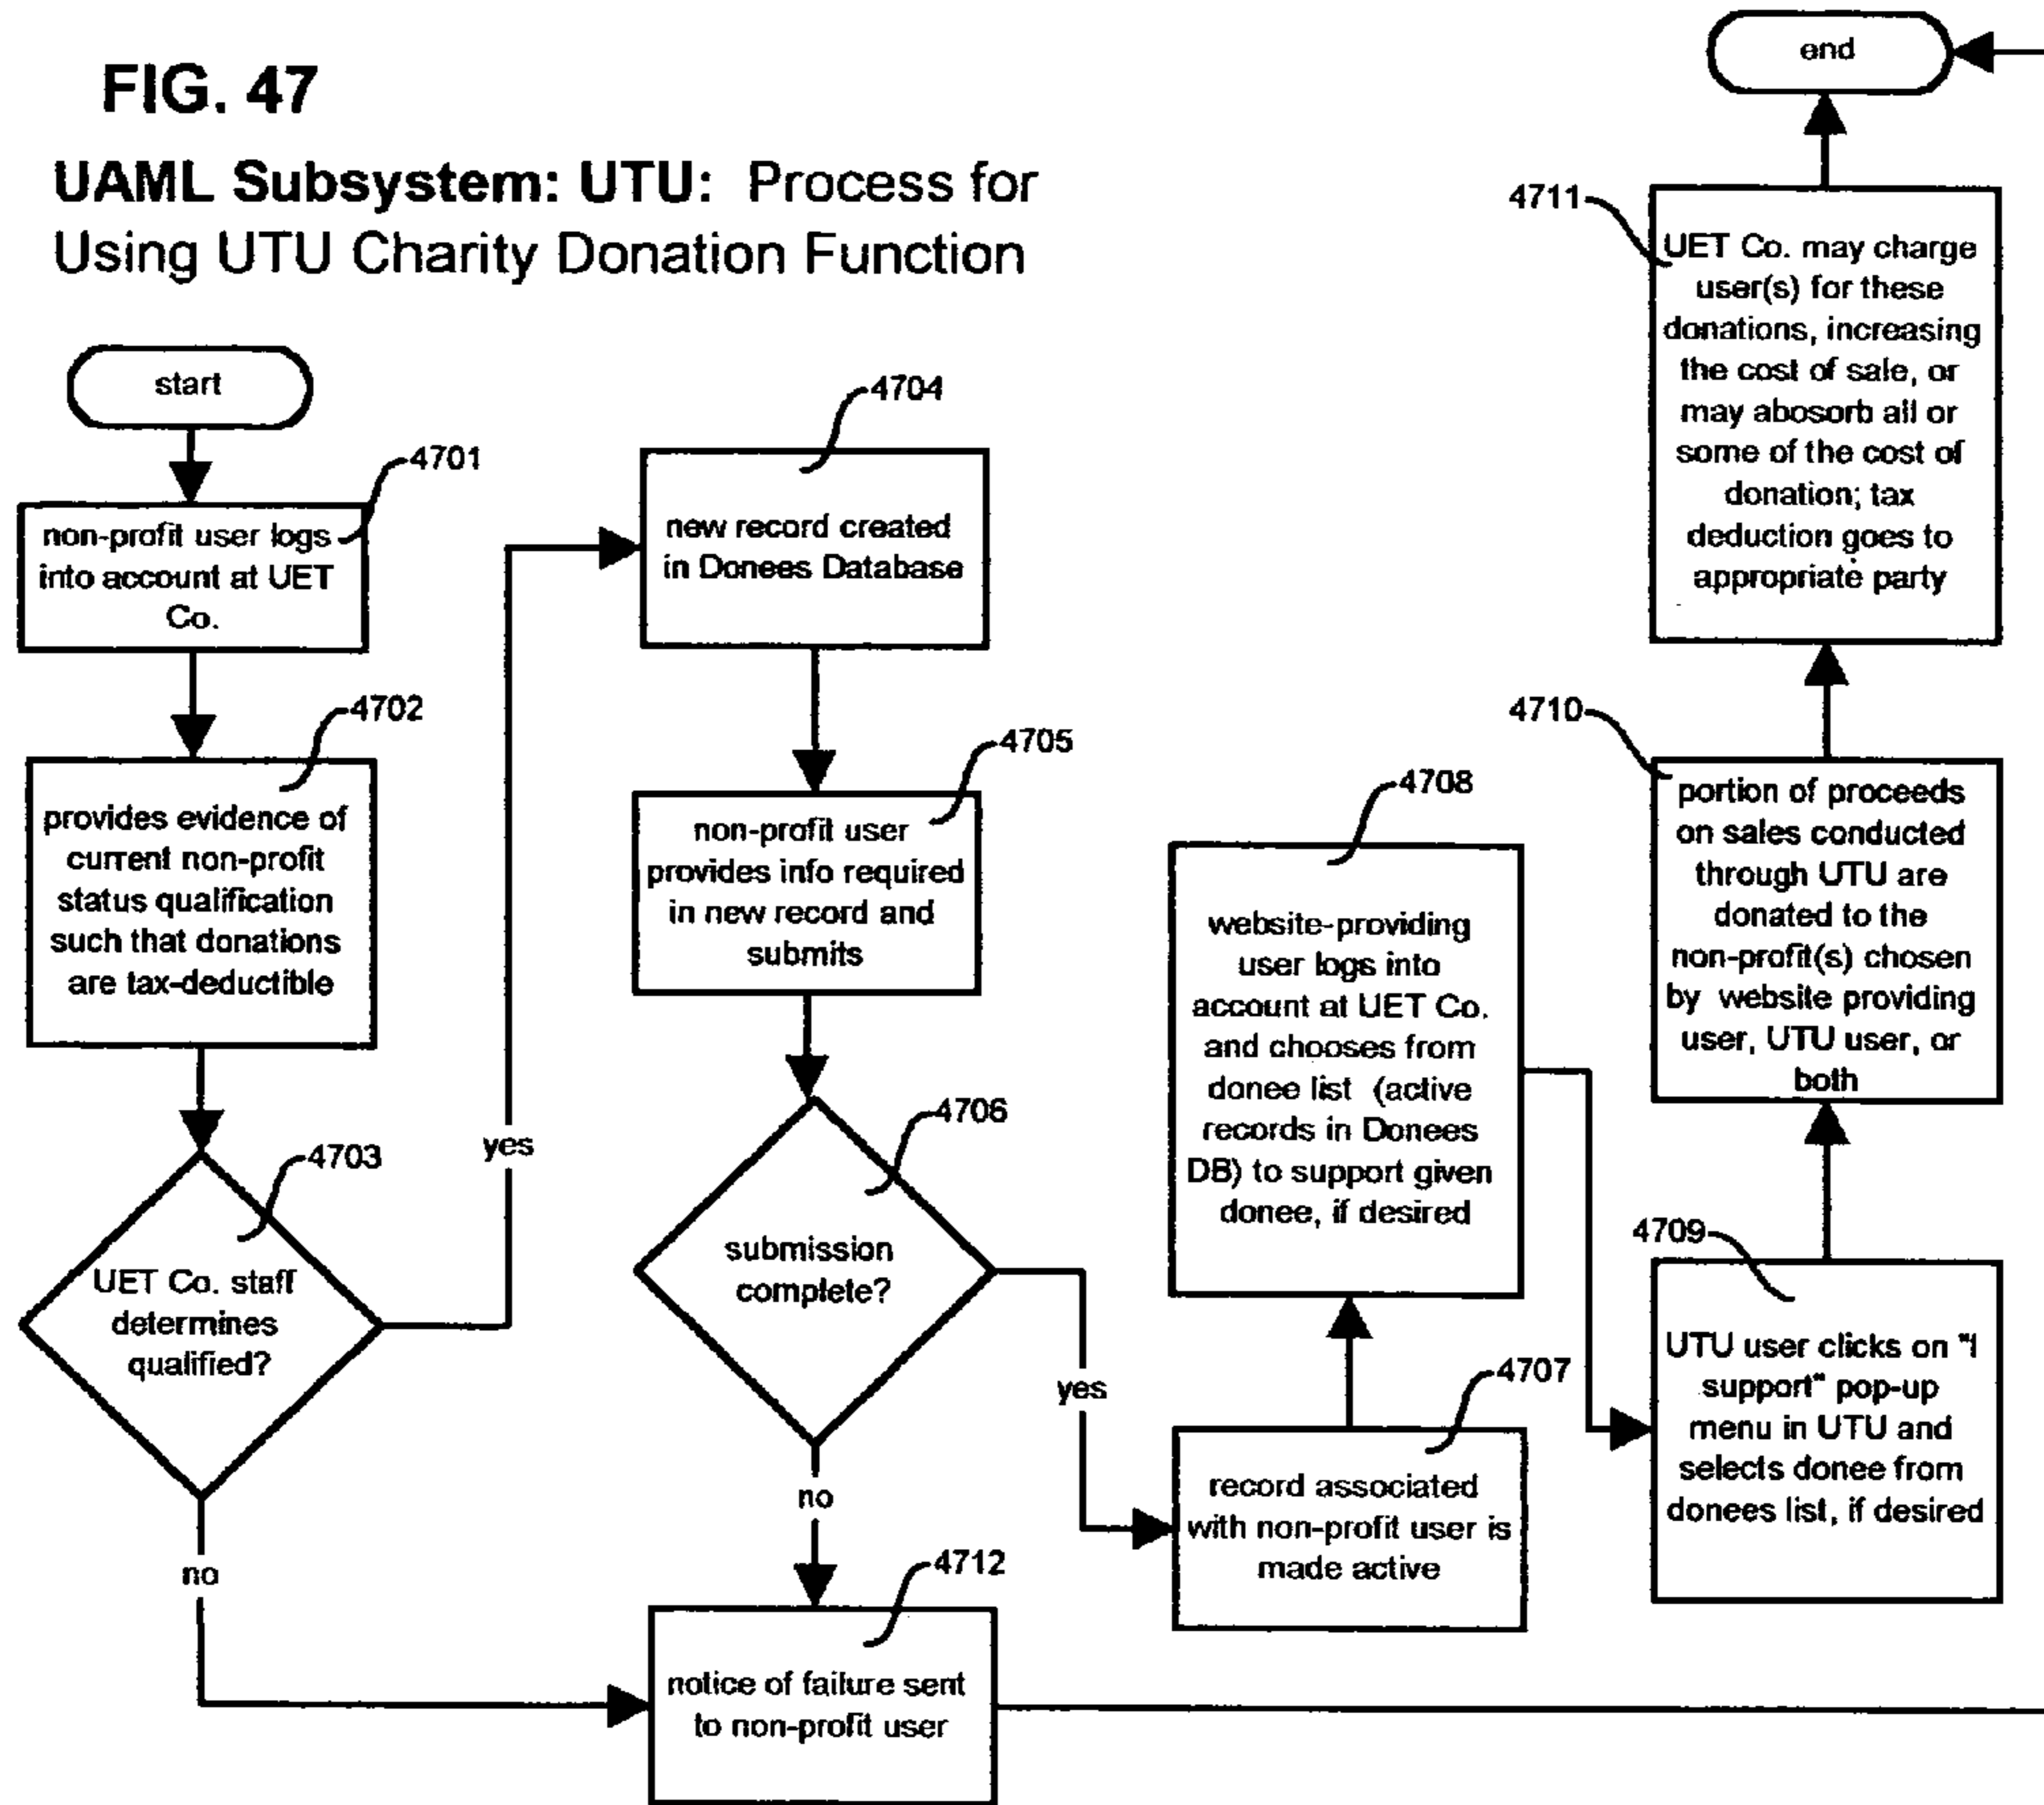 FIG. 47
UAML Subsystem: UTU: Process for
Using UTU Charity Donation Function
start
4701
non-profit user logs
into account at UET
Co.
4702
provides evidence of
current non-profit
status qualification
such that donations
are tax-deductible
4703
UET Co. staff
determines
qualified?
yes
no
4704
new record created
in Donees Database
4705
non-profit user
provides info required
in new record and
submits
4706
submission
complete?
yes
no
4712
notice of failure sent
to non-profit user
4707
record associated
with non-profit user is
made active
4708
website-providing
user logs into
account at UET Co.
and chooses from
donee list (active
records in Donees
DB) to support given
donee, if desired
4709
UTU user clicks on "I
support" pop-up
menu in UTU and
selects donee from
donees list, if desired
4710
portion of proceeds
on sales conducted
through UTU are
donated to the
non-profit(s) chosen
by website providing
user, UTU user, or
both
4711
UET Co. may charge
user(s) for these
donations, increasing
the cost of sale, or
may abosorb all or
some of the cost of
donation; tax
deduction goes to
appropriate party
end